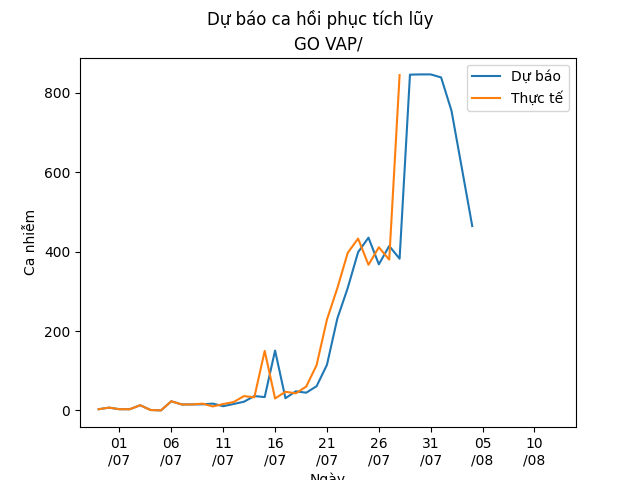 Dự báo ca hồi phục tích lũy
GO VAP/
Dự báo
Thực tế
Ca nhiễm
800
600
400
200
0
01 06 11 16 21 26 31 05 10
/07 /07 /07 /07 /07 /07 /07 /08 /08
Ngày